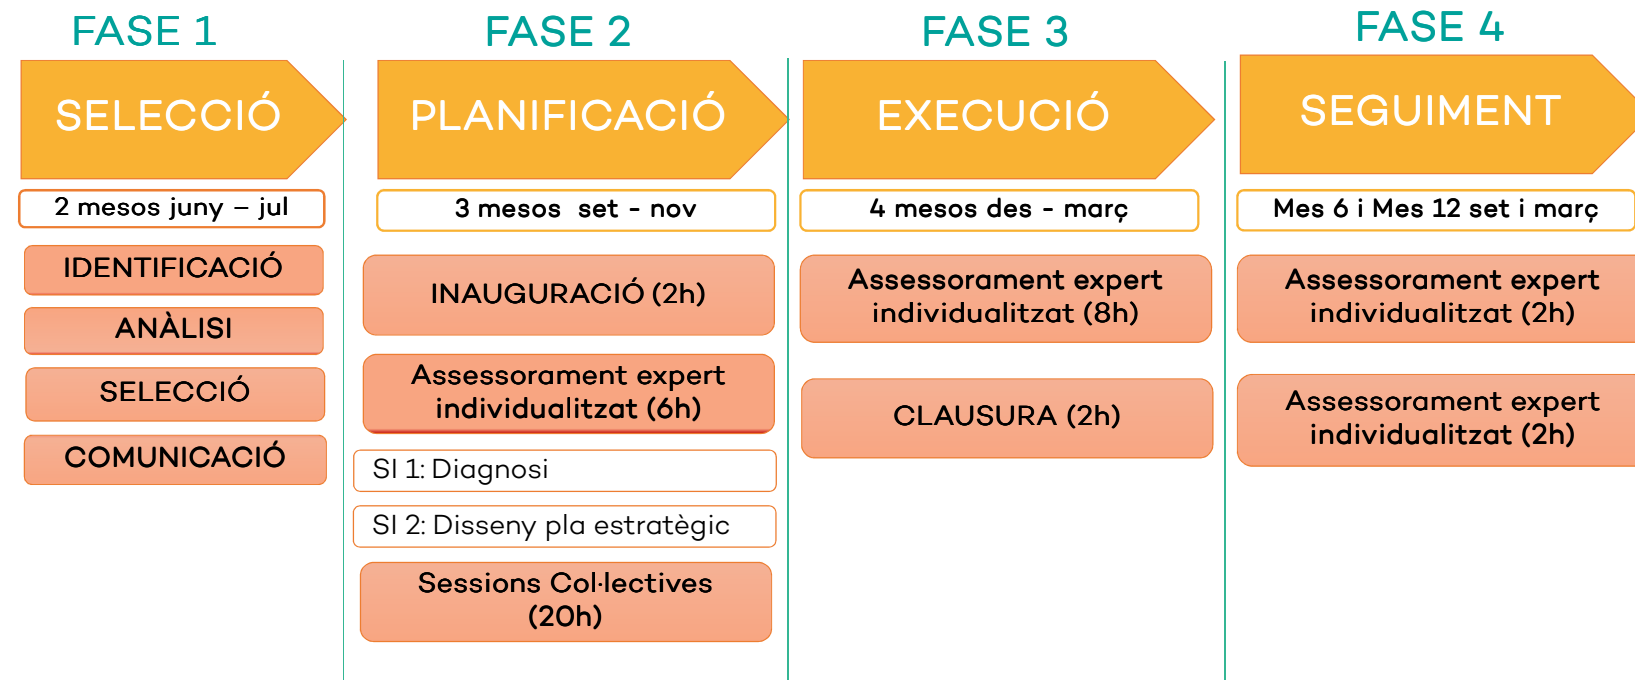 FASE 1
SELECCIÓ
2 mesos juny – jul
IDENTIFICACIÓ
ANÀLISI
SELECCIÓ
COMUNICACIÓ
FASE 2
PLANIFICACIÓ
3 mesos  set - nov
INAUGURACIÓ (2h)
Assessorament expert
individualitzat (6h)
SI 1: Diagnosi
SI 2: Disseny pla estratègic
Sessions Col·lectives
(20h)
FASE 3
EXECUCIÓ
4 mesos des - març
Assessorament expert
individualitzat (8h)
CLAUSURA (2h)
FASE 4
SEGUIMENT
Mes 6 i Mes 12 set i març
Assessorament expert
individualitzat (2h)
Assessorament expert
individualitzat (2h)